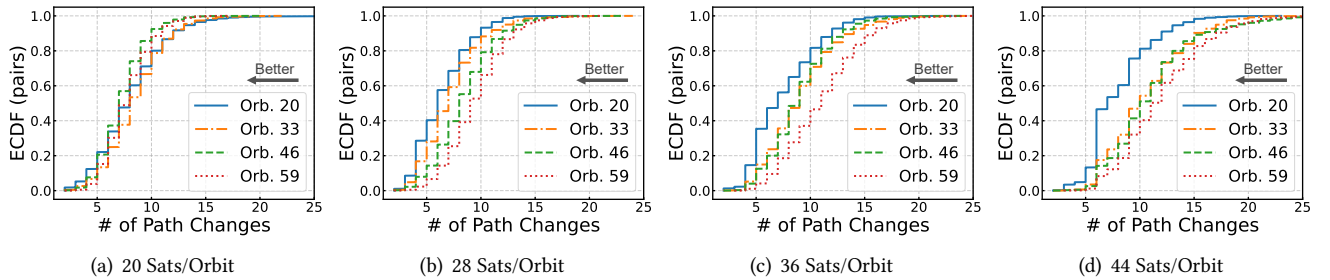 ECDF (pairs)
1.0
0.8
0.6
0.4
0.2
0.0
Better
Orb. 20
Orb. 33
Orb. 46
Orb. 59
5 10 15 20 25
# of Path Changes
(a) 20 Sats/Orbit
ECDF (pairs)
1.0
0.8
0.6
0.4
0.2
0.0
Better
Orb. 20
Orb. 33
Orb. 46
Orb. 59
5 10 15 20 25
# of Path Changes
(b) 28 Sats/Orbit
ECDF (pairs)
1.0
0.8
0.6
0.4
0.2
0.0
Better
Orb. 20
Orb. 33
Orb. 46
Orb. 59
5 10 15 20 25
# of Path Changes
(c) 36 Sats/Orbit
ECDF (pairs)
1.0
0.8
0.6
0.4
0.2
0.0
Better
Orb. 20
Orb. 33
Orb. 46
Orb. 59
5 10 15 20 25
# of Path Changes
(d) 44 Sats/Orbit